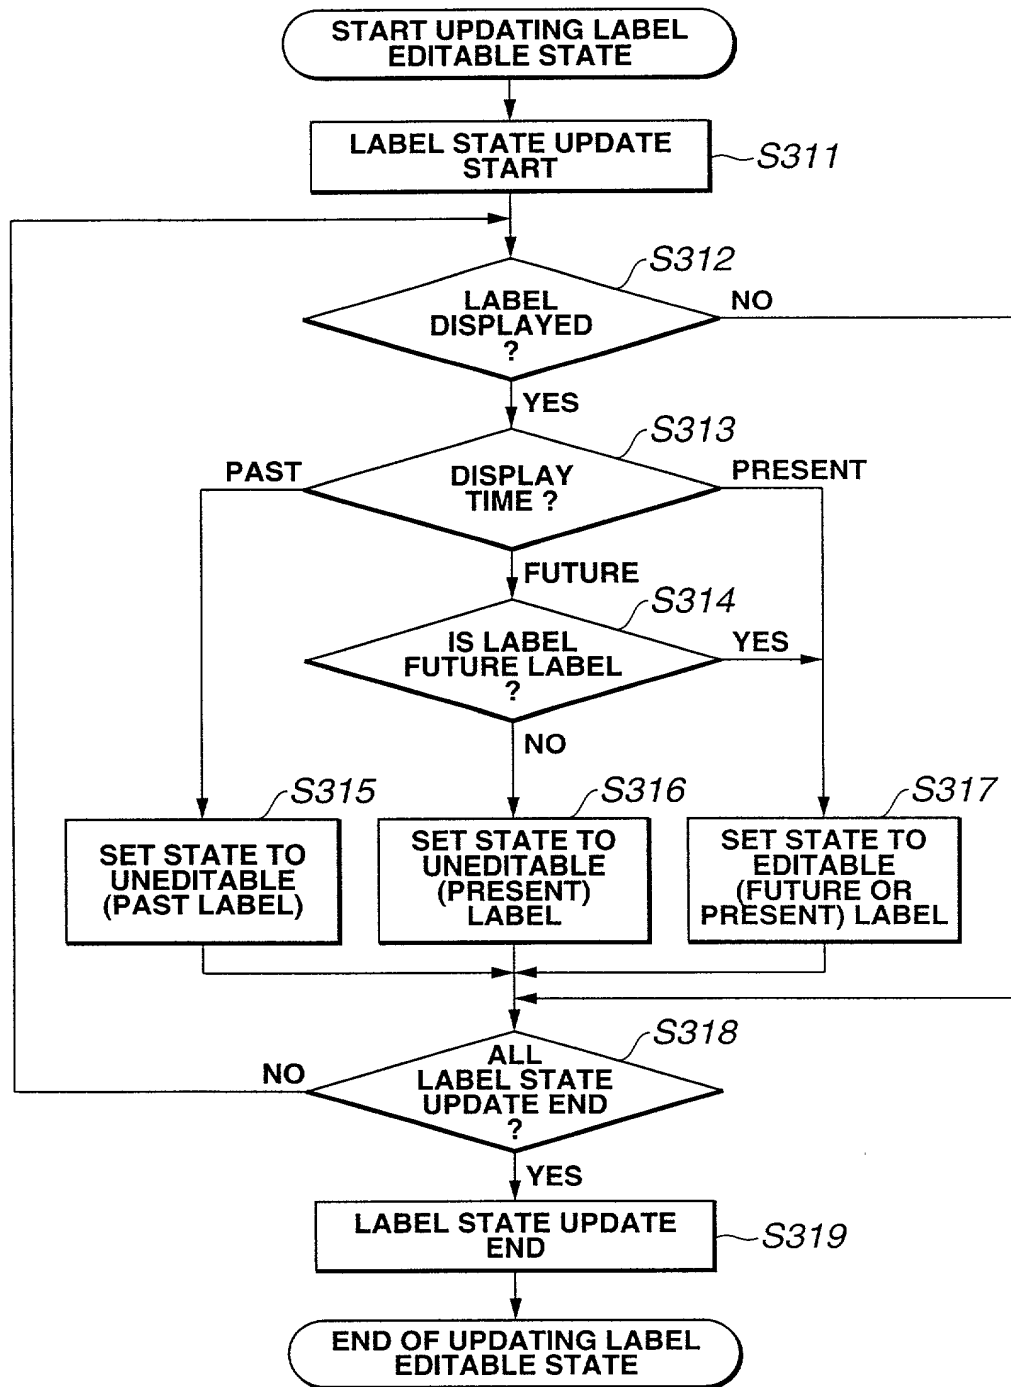 START UPDATING LABEL
EDITABLE STATE
LABEL STATE UPDATE
START
S311
S312
LABEL
DISPLAYED
?
NO
YES
S313
PAST
DISPLAY
TIME ?
PRESENT
FUTURE
S314
IS LABEL
FUTURE LABEL
?
YES
NO
S315
S316
S317
SET STATE TO
UNEDITABLE
(PAST LABEL)
SET STATE TO
UNEDITABLE
(PRESENT)
LABEL
SET STATE TO
EDITABLE
(FUTURE OR
PRESENT) LABEL
S318
NO
ALL
LABEL STATE
UPDATE END
?
YES
LABEL STATE UPDATE
END
S319
END OF UPDATING LABEL
EDITABLE STATE